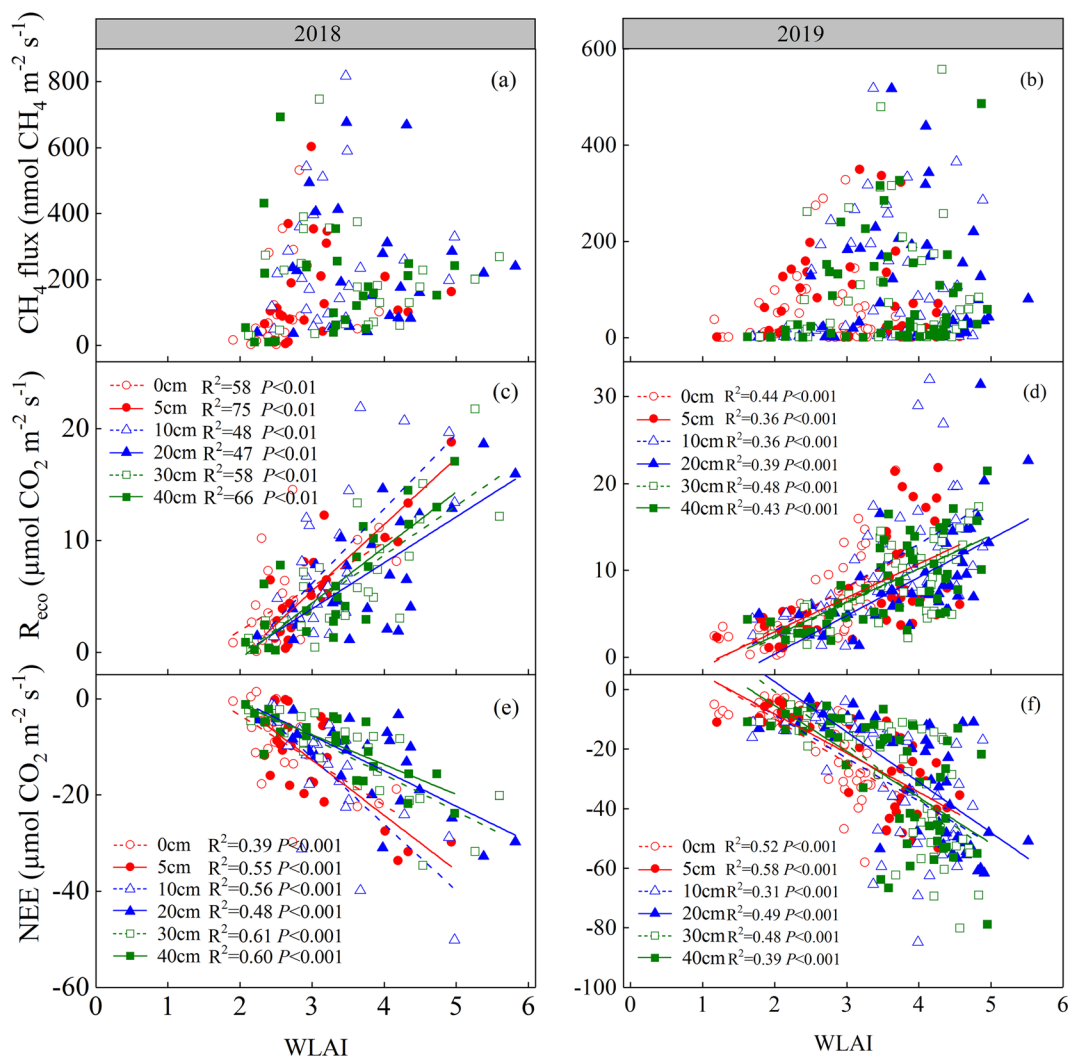 2018
2019
CH4 flux (nmol CH4 m-2 s-1)
800
600
400
200
0
(a)
600
400
200
0
(b)
Reco (μmol CO2 m-2 s-1)
20
10
0
0cm R2=58 P<0.01
5cm R2=75 P<0.01
10cm R2=48 P<0.01
20cm R2=47 P<0.01
30cm R2=58 P<0.01
40cm R2=66 P<0.01
(c)
30
20
10
0
0cm R2=0.44 P<0.001
5cm R2=0.36 P<0.001
10cm R2=0.36 P<0.001
20cm R2=0.39 P<0.001
30cm R2=0.48 P<0.001
40cm R2=0.43 P<0.001
(d)
NEE (μmol CO2 m-2 s-1)
0
-20
-40
-60
(e)
0cm R2=0.39 P<0.001
5cm R2=0.55 P<0.001
10cm R2=0.56 P<0.001
20cm R2=0.48 P<0.001
30cm R2=0.61 P<0.001
40cm R2=0.60 P<0.001
0
-20
-40
-60
-80
-100
(f)
0cm R2=0.52 P<0.001
5cm R2=0.58 P<0.001
10cm R2=0.31 P<0.001
20cm R2=0.49 P<0.001
30cm R2=0.48 P<0.001
40cm R2=0.39 P<0.001
0 1 2 3 4 5 6
WLAI
0 1 2 3 4 5 6
WLAI